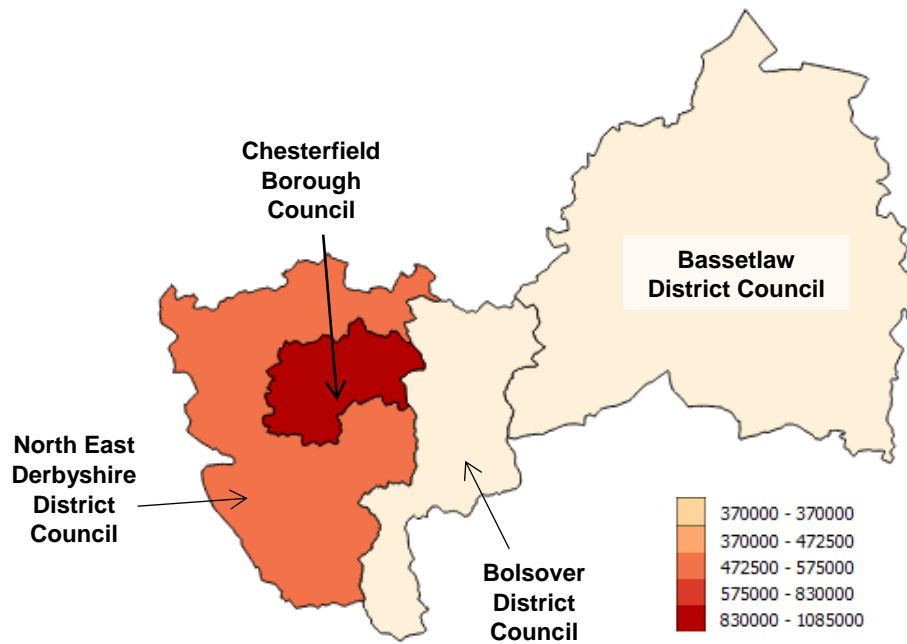 Chesterfield
Borough
Council
Bassetlaw
District Council
North East
Derbyshire
District
Council
Bolsover
District
Council
370000 - 370000
370000 - 472500
472500 - 575000
575000 - 830000
830000 - 1085000